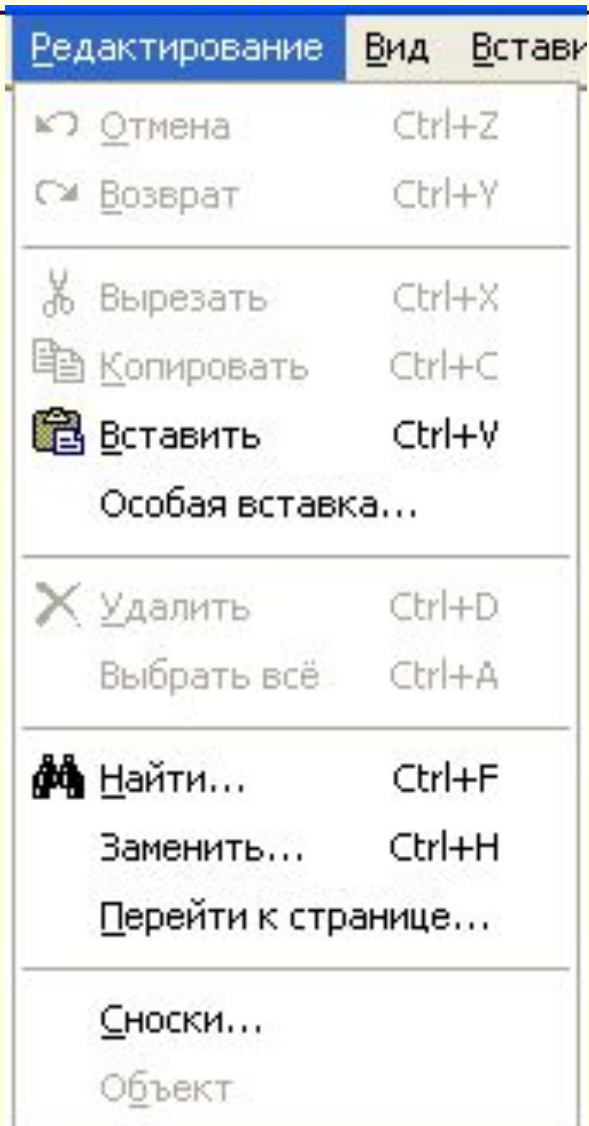 Редактирование Вид Встави
Отмена Ctrl+Z
Возврат Ctrl+Y
Вырезать Ctrl+X
Копировать Ctrl+C
Вставить Ctrl+V
Особая вставка...
Удалить Ctrl+D
Выбрать всё Ctrl+A
Найти... Ctrl+F
Заменить... Ctrl+H
Перейти к странице...
Сноски...
Объект